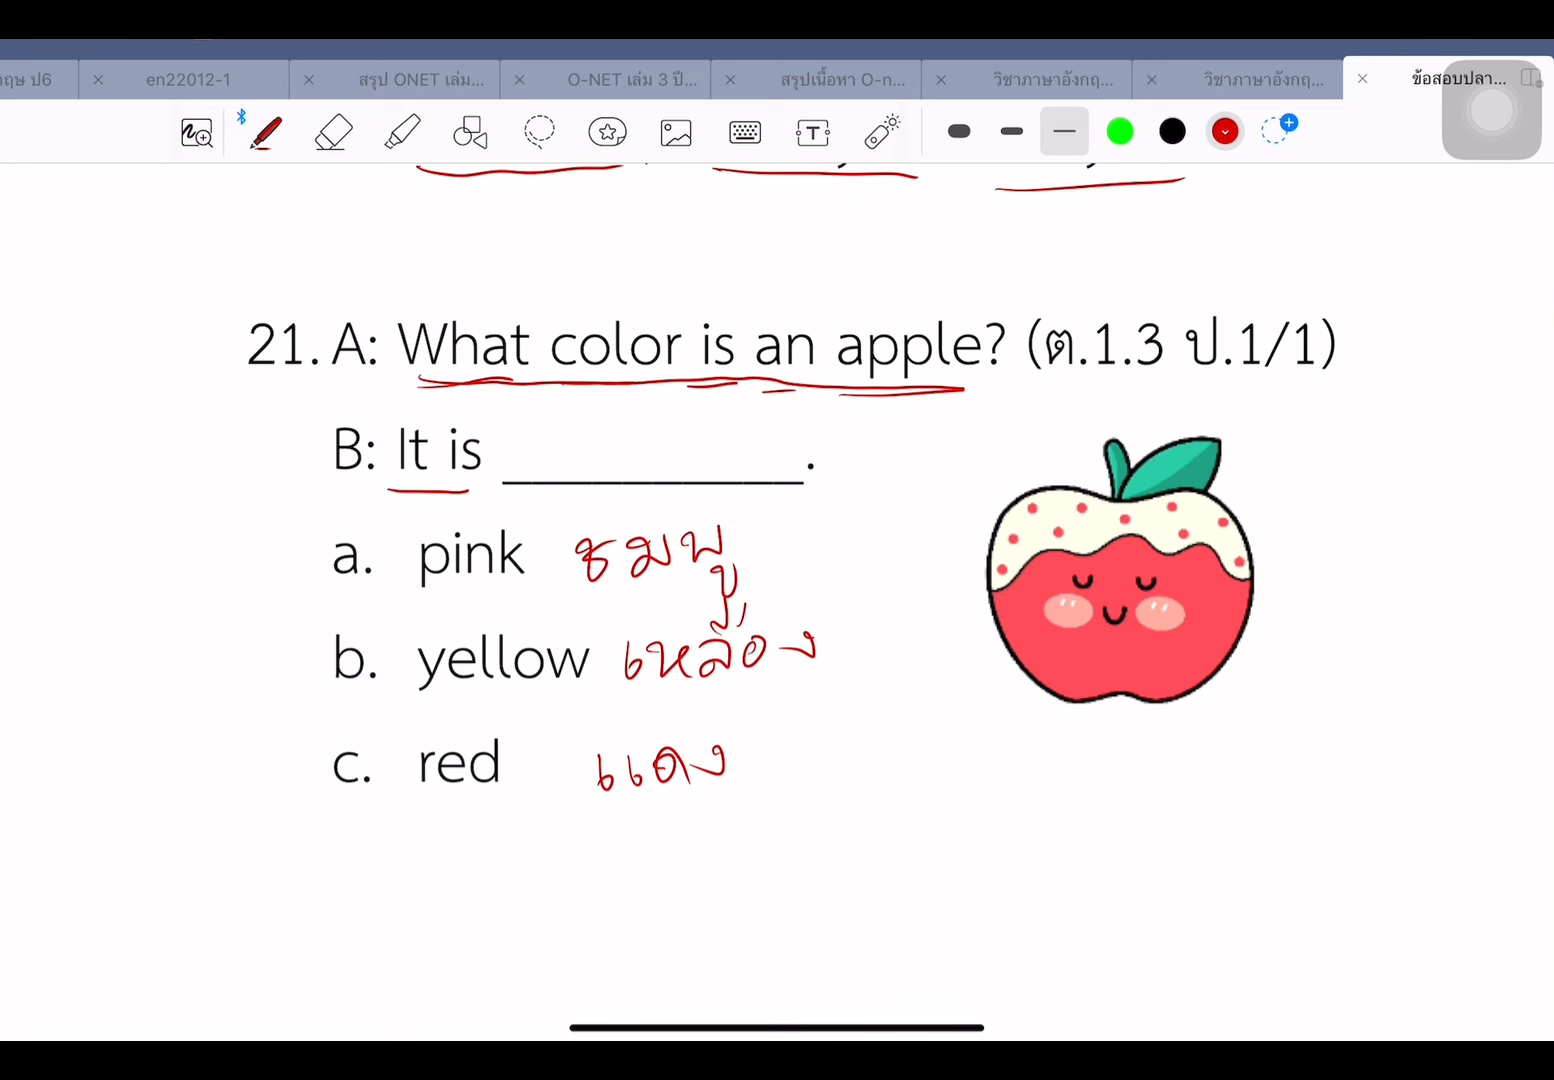 กฤษ ป6
en22012-1
สรุป ONET เล่ม...
O-NET เล่ม 3 ปี...
สรุปเนื้อหา O-n...
วิชาภาษาอังกฤ...
วิชาภาษาอังกฤ...
ข้อสอบปลา...
21. A: What color is an apple? (ต.1.3 ป.1/1)
B: It is __________.
a. pink ชมพู
b. yellow เหลือง
c. red แดง